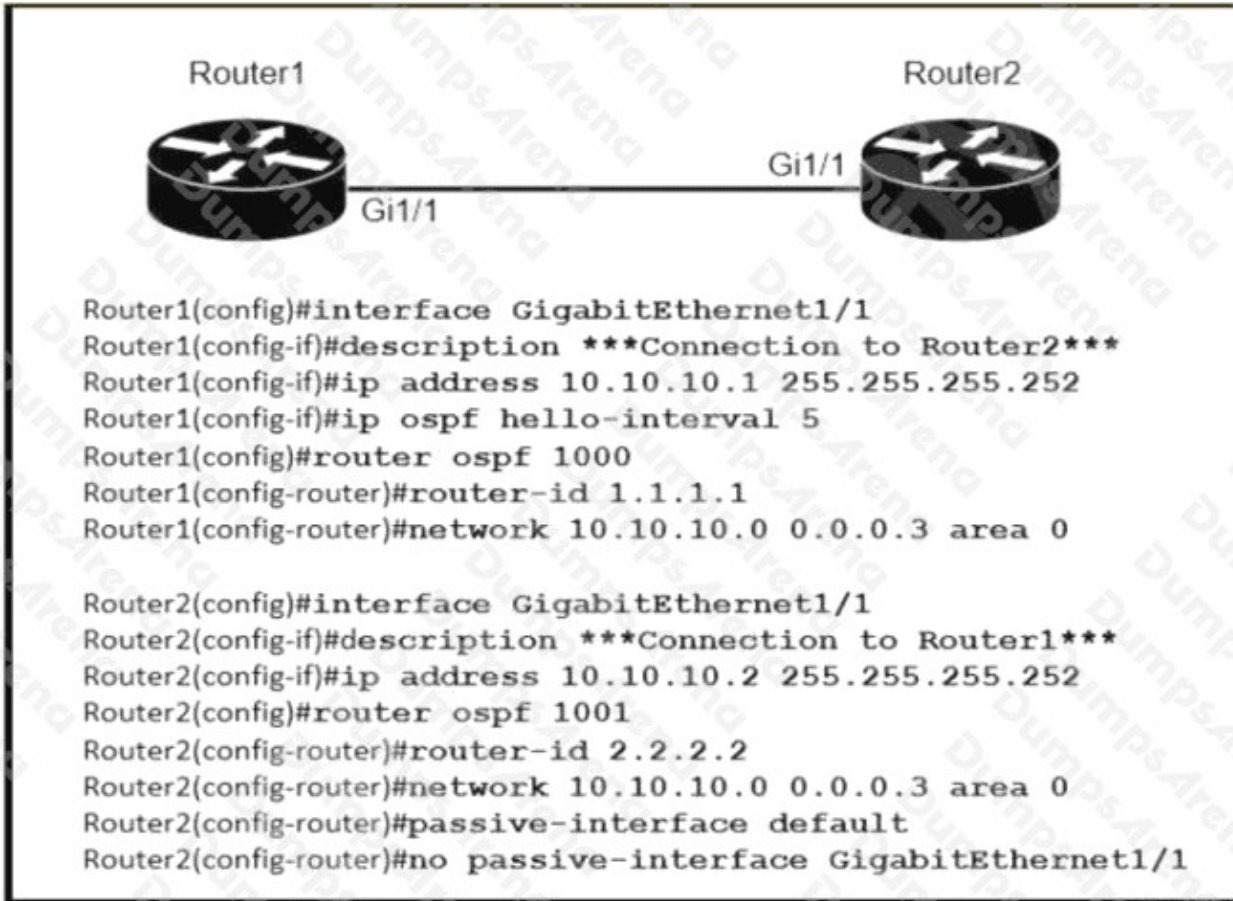 Router1
Router2
Gi1/1
Gi1/1
Router1(config)#interface GigabitEthernet1/1
Router1(config-if)#description ***Connection to Router2***
Router1(config-if)#ip address 10.10.10.1 255.255.255.252
Router1(config-if)#ip ospf hello-interval 5
Router1(config)#router ospf 1000
Router1(config-router)#router-id 1.1.1.1
Router1(config-router)#network 10.10.10.0 0.0.0.3 area 0
Router2(config)#interface GigabitEthernet1/1
Router2(config-if)#description ***Connection to Router1***
Router2(config-if)#ip address 10.10.10.2 255.255.255.252
Router2(config)#router ospf 1001
Router2(config-router)#router-id 2.2.2.2
Router2(config-router)#network 10.10.10.0 0.0.0.3 area 0
Router2(config-router)#passive-interface default
Router2(config-router)#no passive-interface GigabitEthernet1/1
DumpsArena